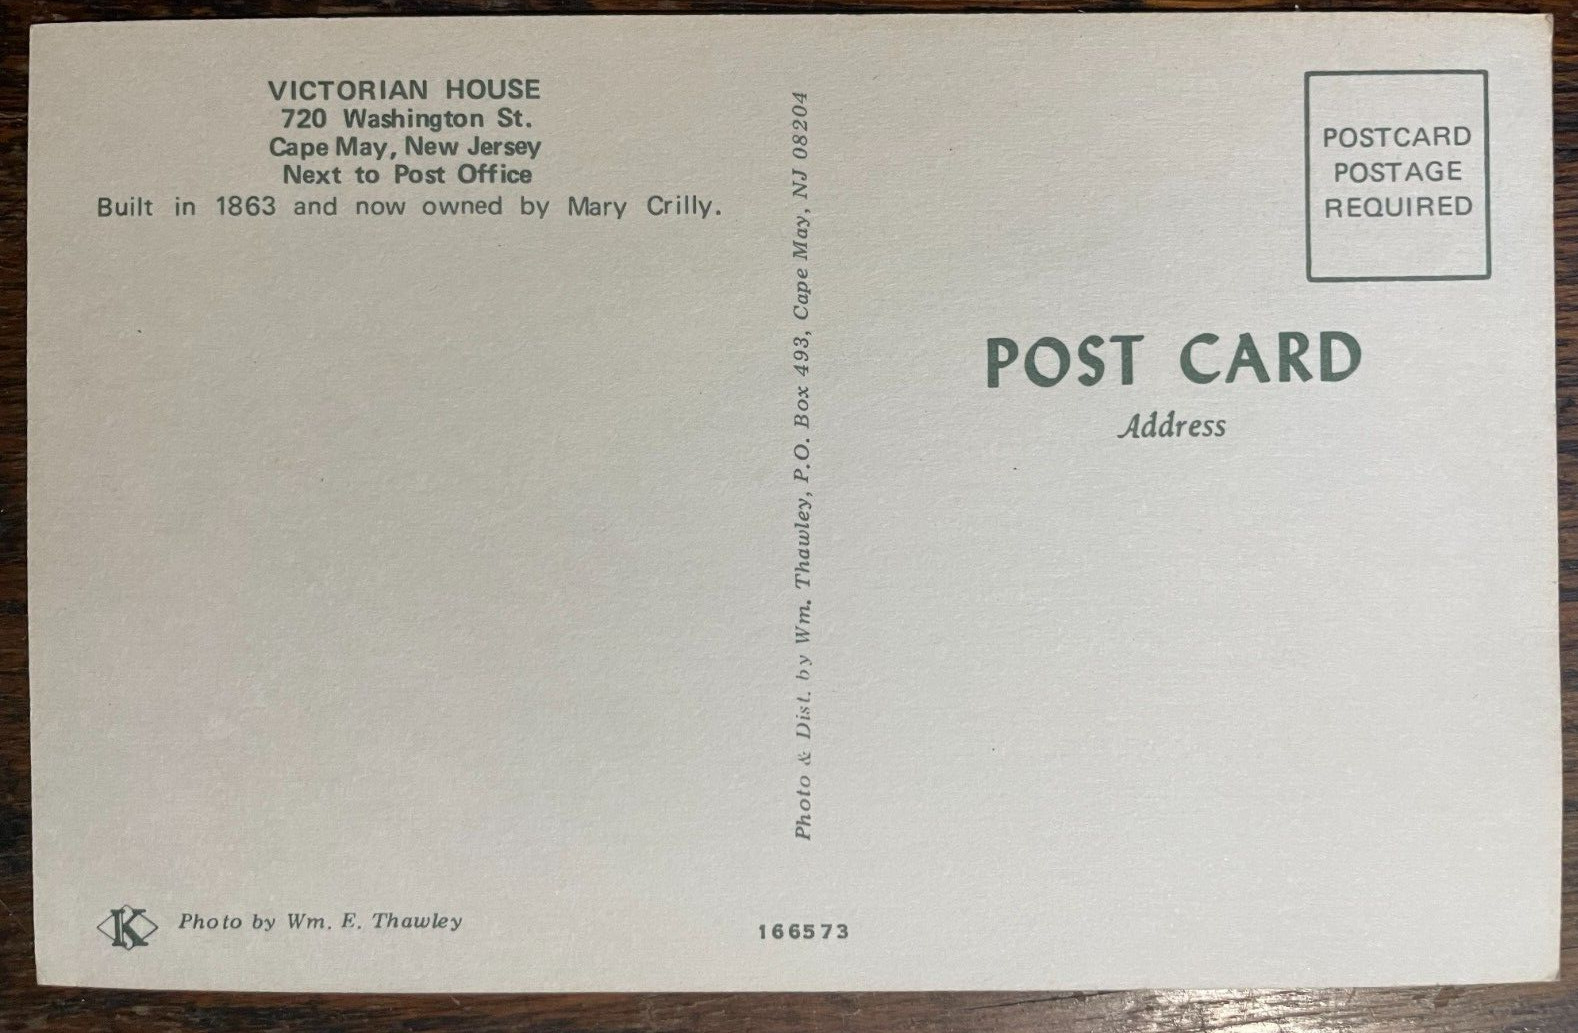 VICTORIAN HOUSE
720 Washington St.
Cape May, New Jersey
Next to Post Office
Built in 1863 and now owned by Mary Crilly.
Photo & Dist. by Wm. Thawley, P.O. Box 493, Cape May, NJ 08204
POSTCARD
POSTAGE
REQUIRED
POST CARD
Address
K
Photo by Wm. E. Thawley
166573